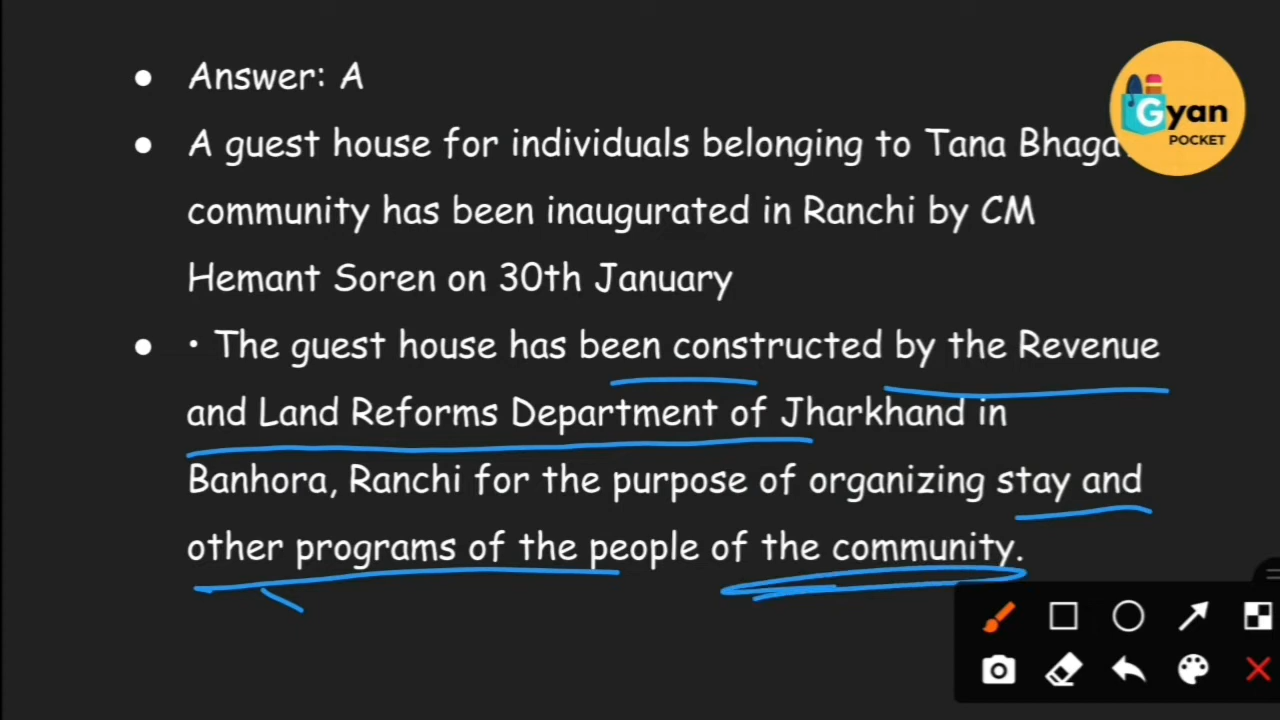 ● Answer: A
● A guest house for individuals belonging to Tana Bhaga
community has been inaugurated in Ranchi by CM
Hemant Soren on 30th January
● • The guest house has been constructed by the Revenue
and Land Reforms Department of Jharkhand in
Banhora, Ranchi for the purpose of organizing stay and
other programs of the people of the community.
Gyan
POCKET